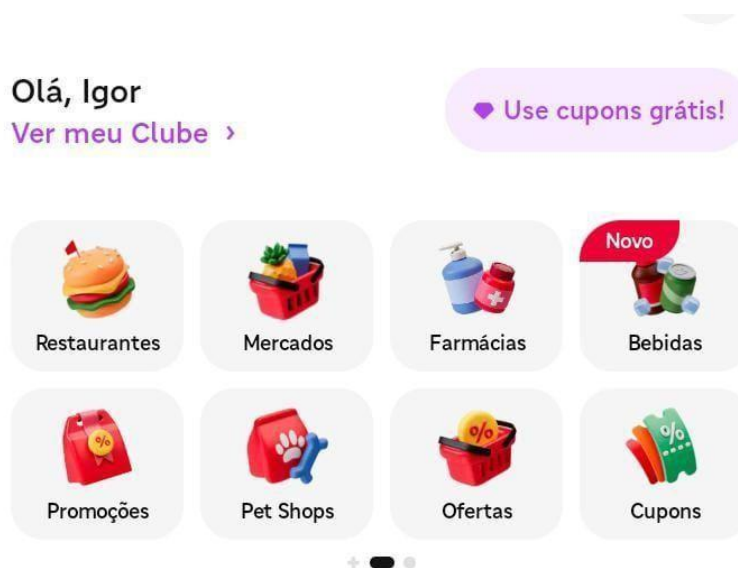 Olá, Igor
Ver meu Clube ›
Use cupons grátis!
Novo
Restaurantes
Mercados
Farmácias
Bebidas
%
%
%
Promoções
Pet Shops
Ofertas
Cupons